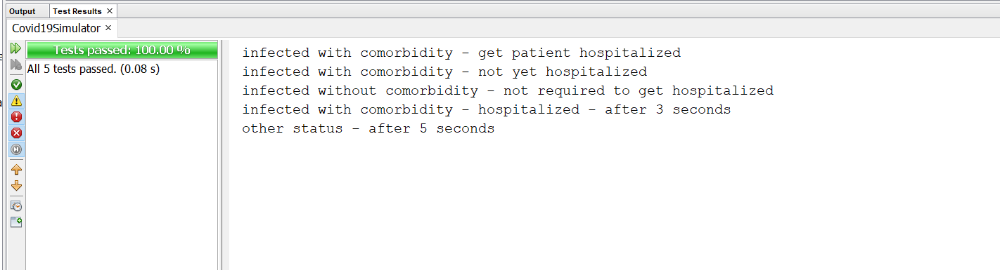 Output
Test Results
Covid19Simulator
Tests passed: 100.00 %
All 5 tests passed. (0.08 s)
infected with comorbidity - get patient hospitalized
infected with comorbidity - not yet hospitalized
infected without comorbidity - not required to get hospitalized
infected with comorbidity - hospitalized - after 3 seconds
other status - after 5 seconds